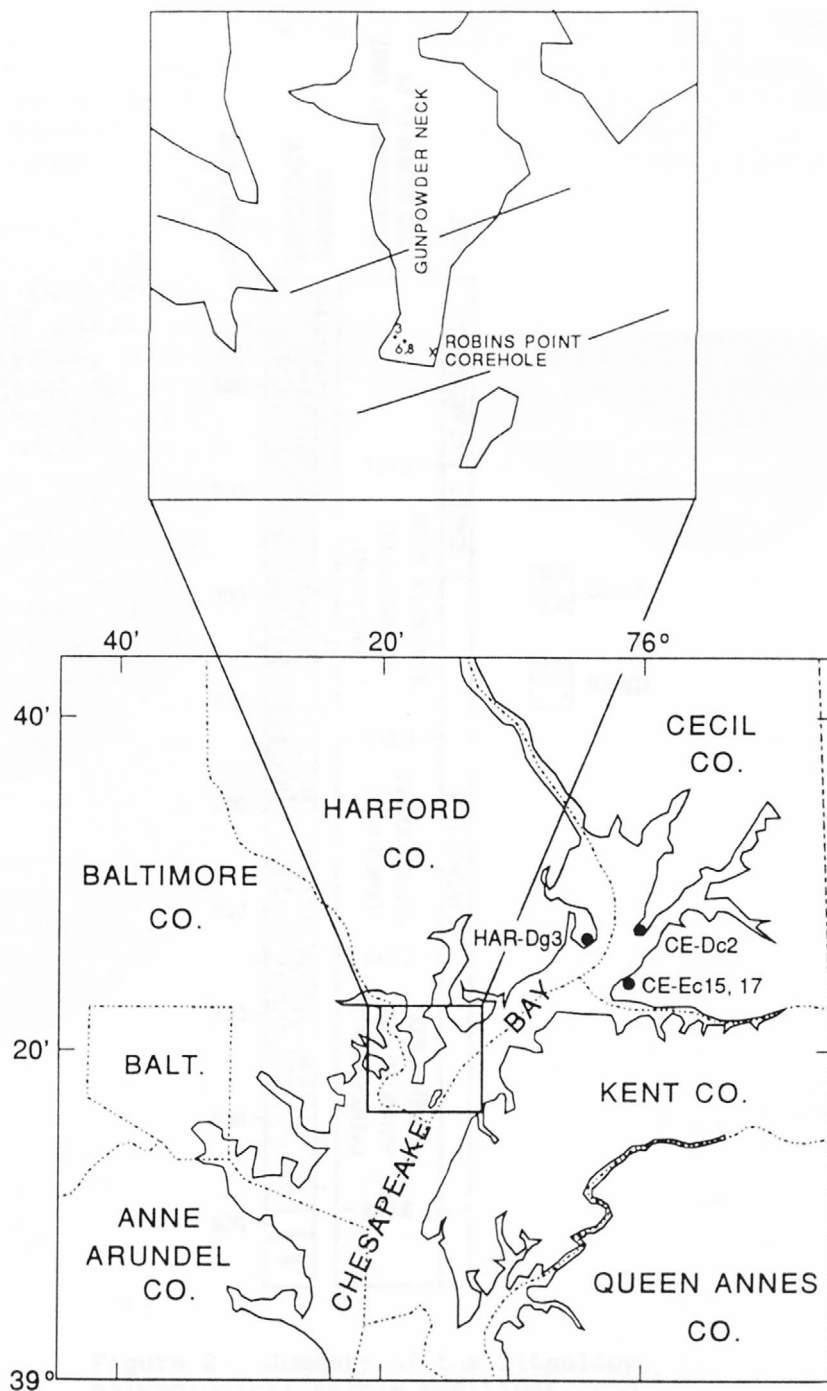 GUNPOWDER NECK
3
6,8
X
ROBINS POINT
COREHOLE
40'
20'
76°
40'
CECIL
CO.
HARFORD
CO.
BALTIMORE
CO.
HAR-Dg3
CE-Dc2
CE-Ec15, 17
BAY
20'
BALT.
KENT CO.
CHESAPEAKE
ANNE
ARUNDEL
CO.
QUEEN ANNES
CO.
39°